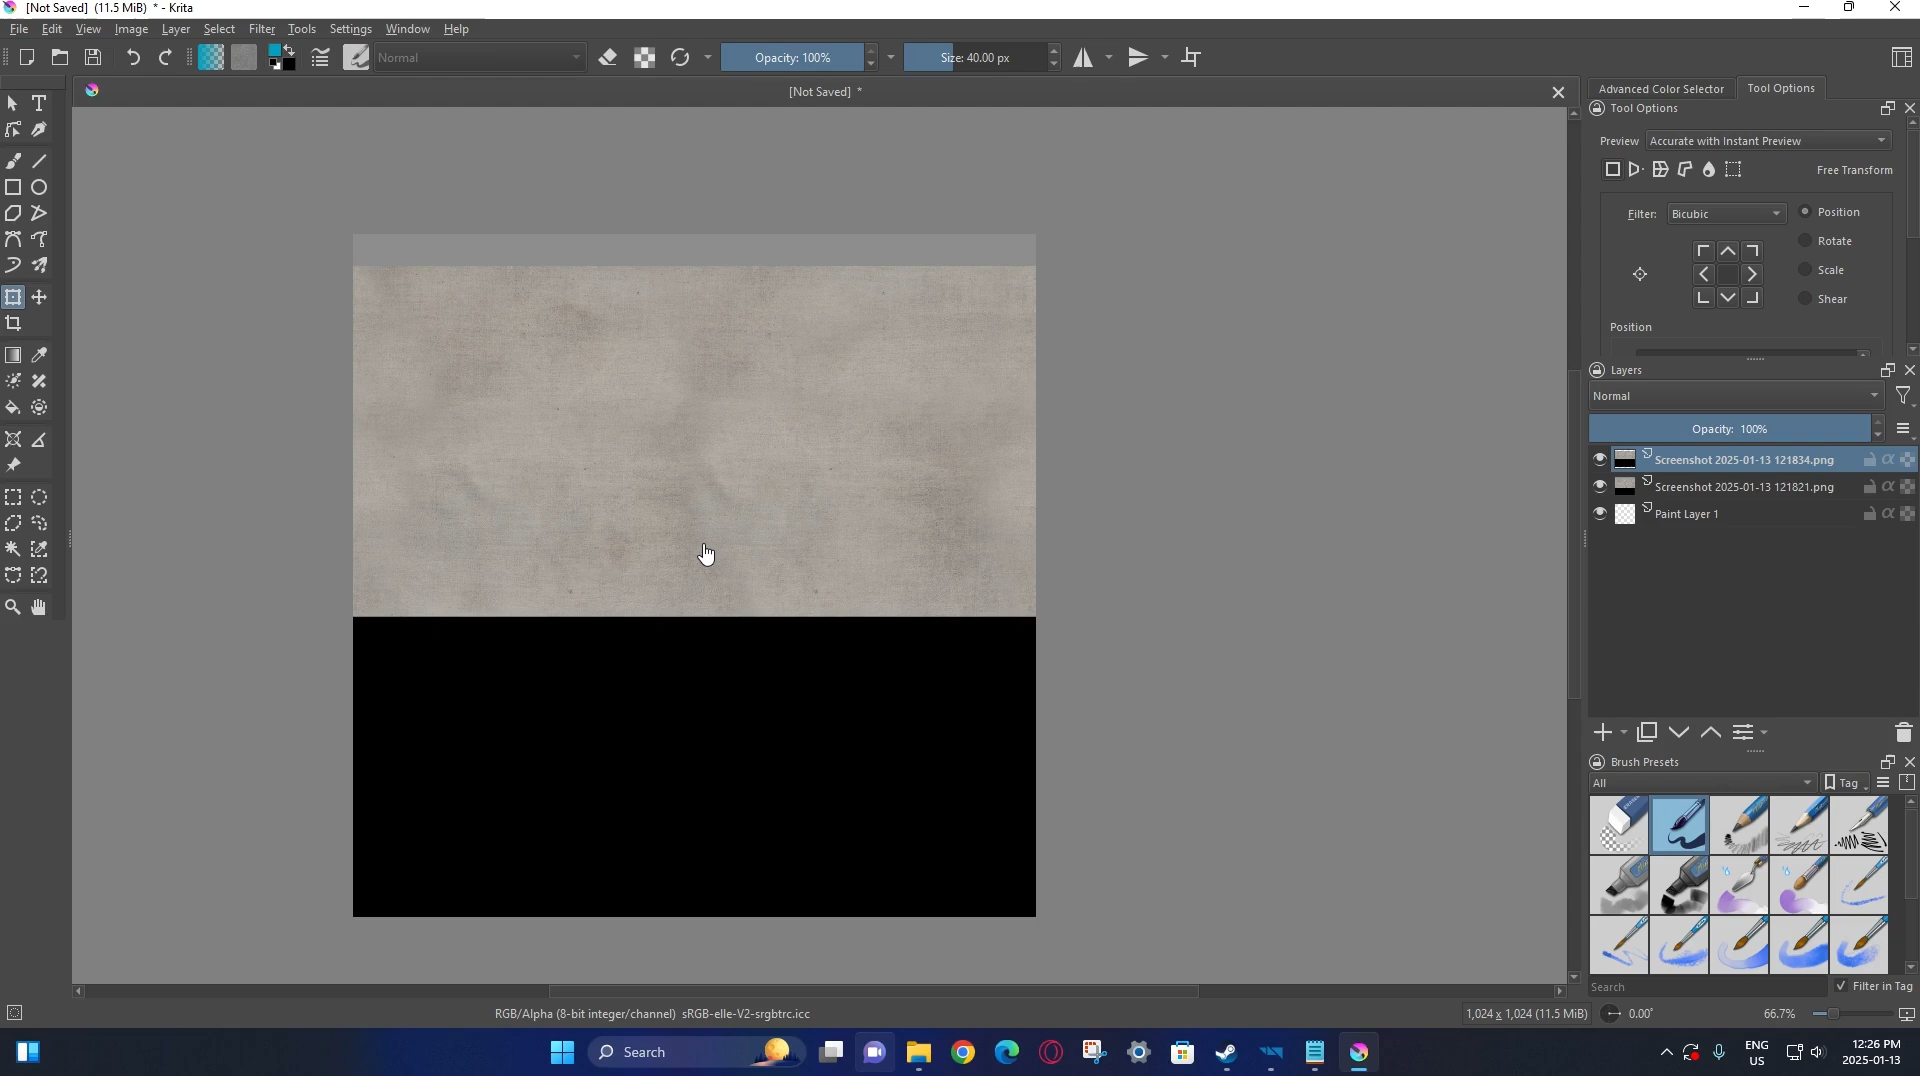 [Not Saved] (11.5 MiB) * - Krita
File Edit View Image Layer Select Filter Tools Settings Window Help
Normal Opacity: 100% Size: 40.00 px
[Not Saved] *
Advanced Color Selector Tool Options
Tool Options
Preview Accurate with Instant Preview
Free Transform
Filter: Bicubic Position
Rotate
Scale
Shear
Position
Layers
Normal
Opacity: 100%
Screenshot 2025-01-13 121834.png
Screenshot 2025-01-13 121821.png
Paint Layer 1
Brush Presets
All Tag
Search Filter in Tag
RGB/Alpha (8-bit integer/channel) sRGB-elle-V2-srgbtrc.icc 1,024 x 1,024 (11.5 MiB) 0.00° 66.7%
Search ENG US 12:26 PM
2025-01-13